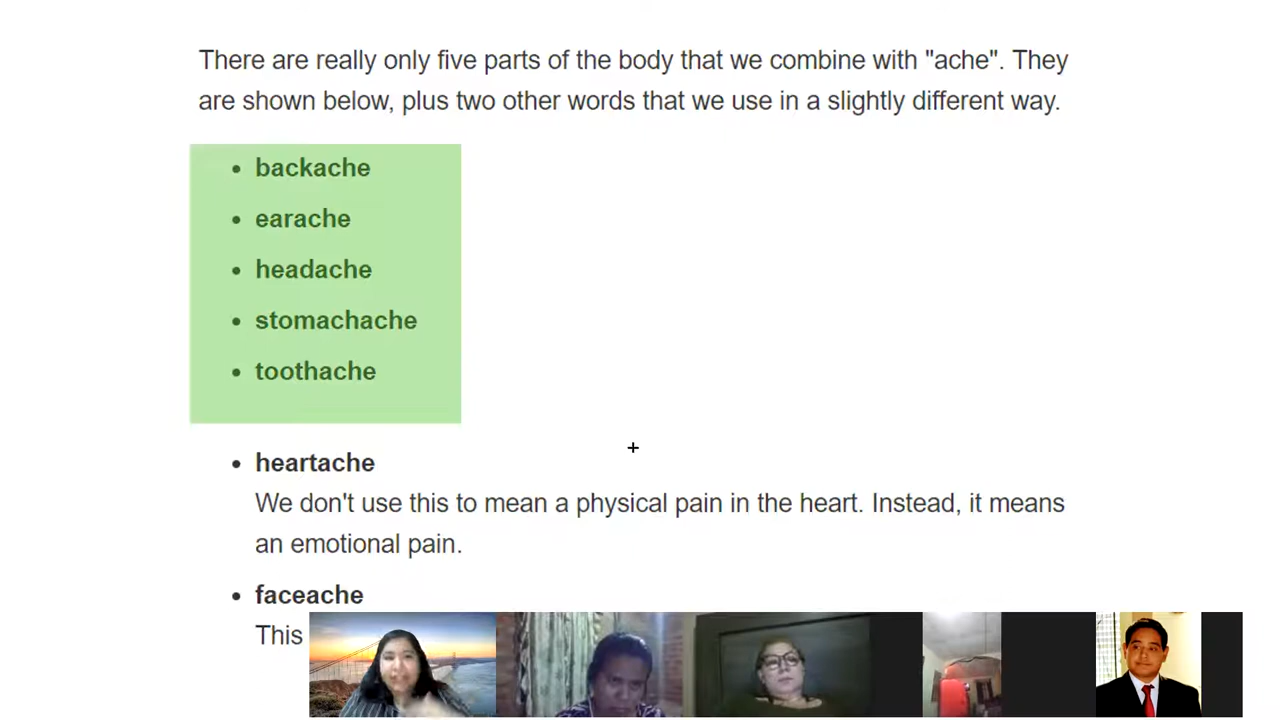 There are really only five parts of the body that we combine with "ache". They
are shown below, plus two other words that we use in a slightly different way.
• backache
• earache
• headache
• stomachache
• toothache
• heartache
We don't use this to mean a physical pain in the heart. Instead, it means
an emotional pain.
• faceache
This